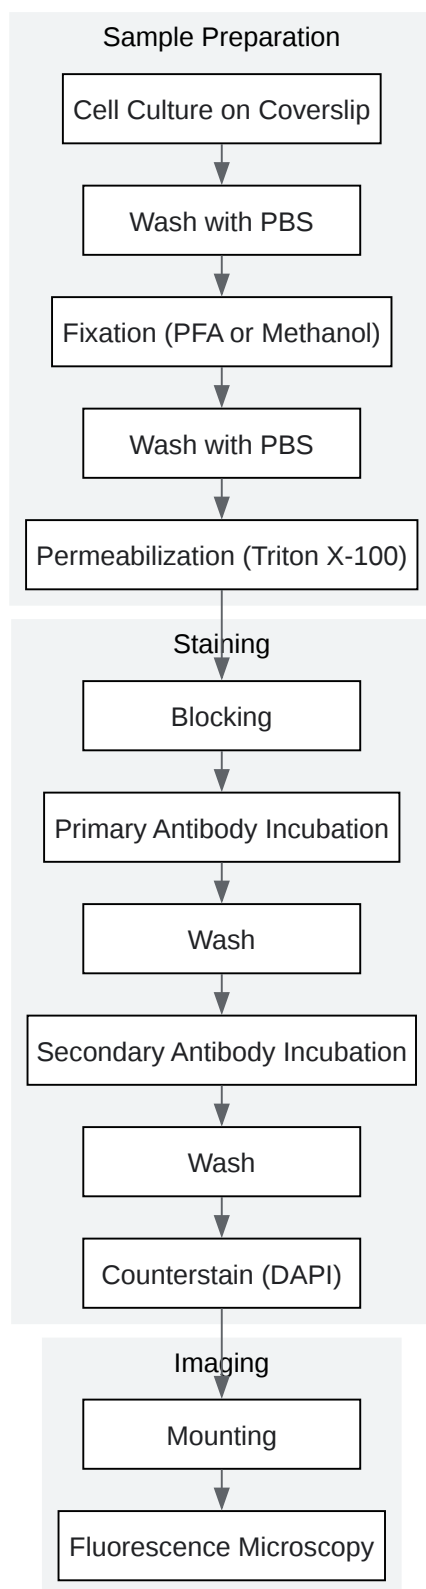 Sample Preparation
Cell Culture on Coverslip
Wash with PBS
Fixation (PFA or Methanol)
Wash with PBS
Permeabilization (Triton X-100)
Staining
Blocking
Primary Antibody Incubation
Wash
Secondary Antibody Incubation
Wash
Counterstain (DAPI)
Imaging
Mounting
Fluorescence Microscopy